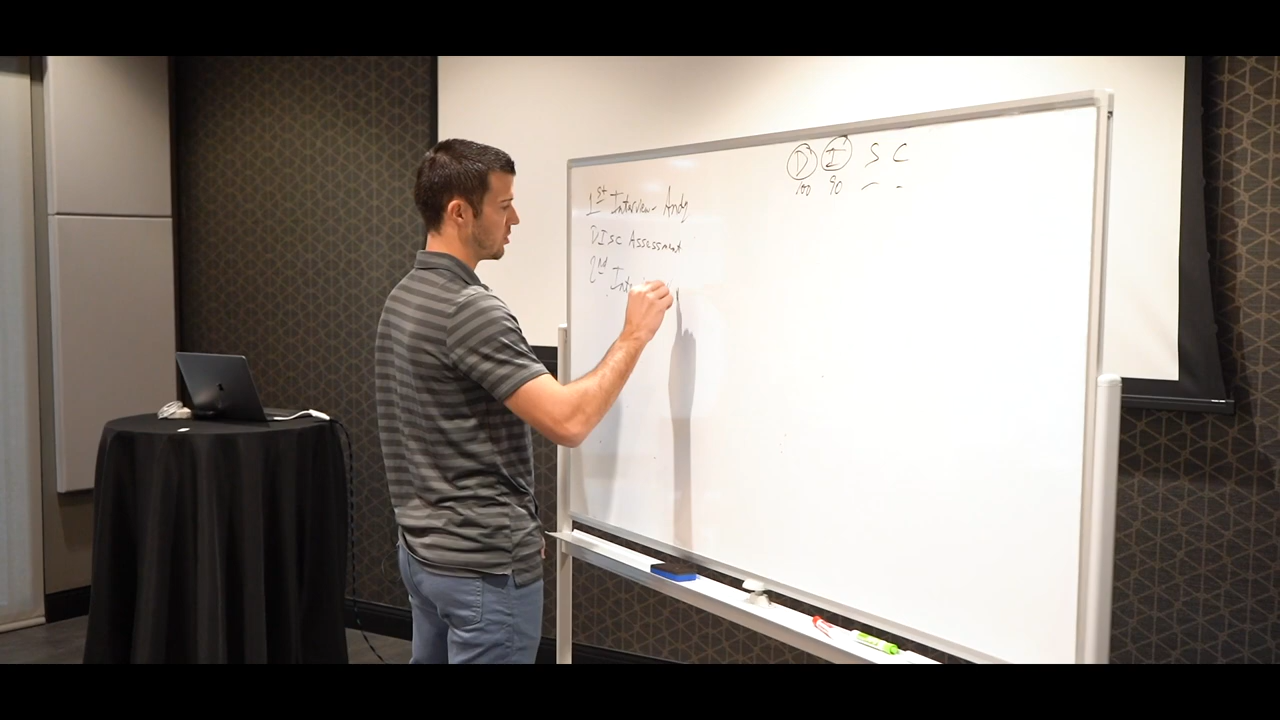 1st Interview - Andy
DISC Assessment
2nd Int
D I S C
100 90 - -